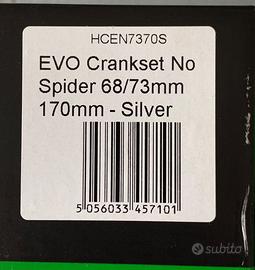 HCEN7370S
EVO Crankset No
Spider 68/73mm
170mm - Silver
5 056033 457101
subito